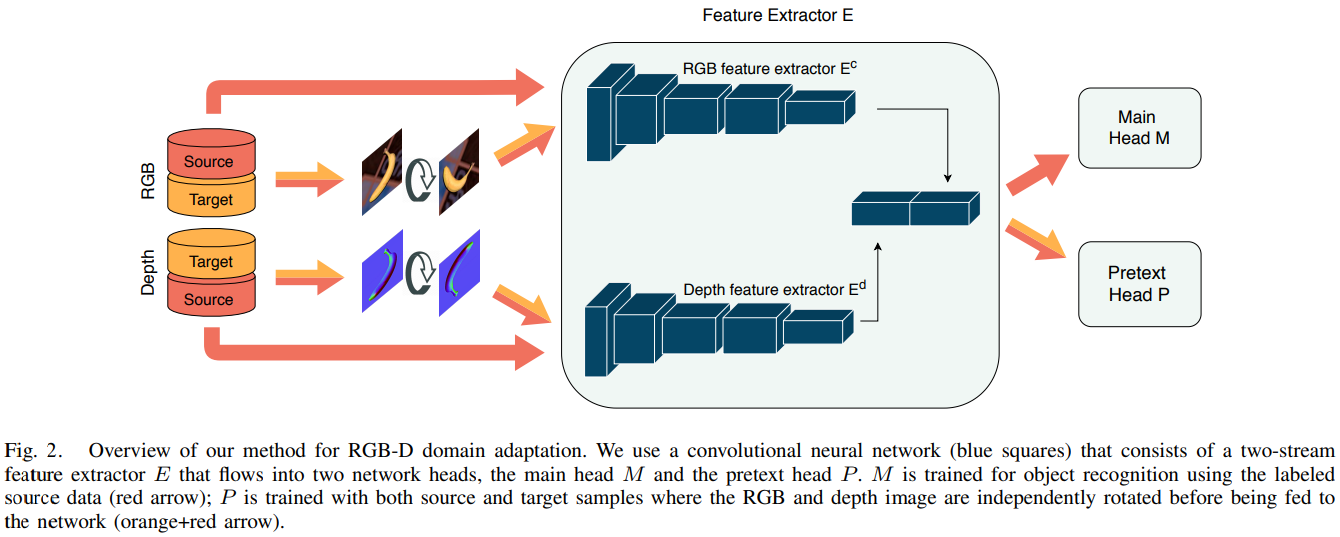 Feature Extractor E
RGB feature extractor Eᶜ
Main
Head M
RGB
Source
Target
Depth
Target
Source
Depth feature extractor Eᵈ
Pretext
Head P
Fig. 2. Overview of our method for RGB-D domain adaptation. We use a convolutional neural network (blue squares) that consists of a two-stream
feature extractor E that flows into two network heads, the main head M and the pretext head P. M is trained for object recognition using the labeled
source data (red arrow); P is trained with both source and target samples where the RGB and depth image are independently rotated before being fed to
the network (orange+red arrow).